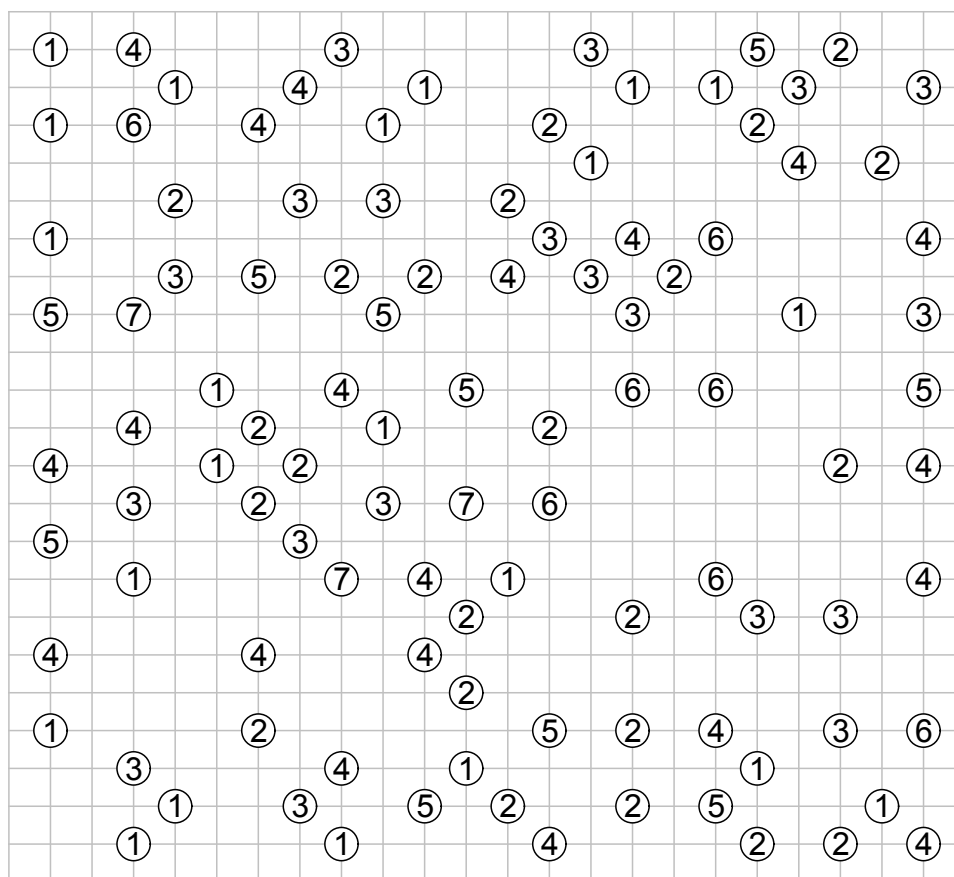 1 4 3 3 5 2
1 4 1 1 1 3 3
1 6 4 1 2 2
1 4 2
2 3 3 2
1 3 4 6 4
3 5 2 2 4 3 2
5 7 5 3 1 3
1 4 5 6 6 5
4 2 1 2
4 1 2 2 4
3 2 3 7 6
5 3
1 7 4 1 6 4
2 2 3 3
4 4 4
2
1 2 5 2 4 3 6
3 4 1 1
1 3 5 2 2 5 1
1 1 4 2 2 4